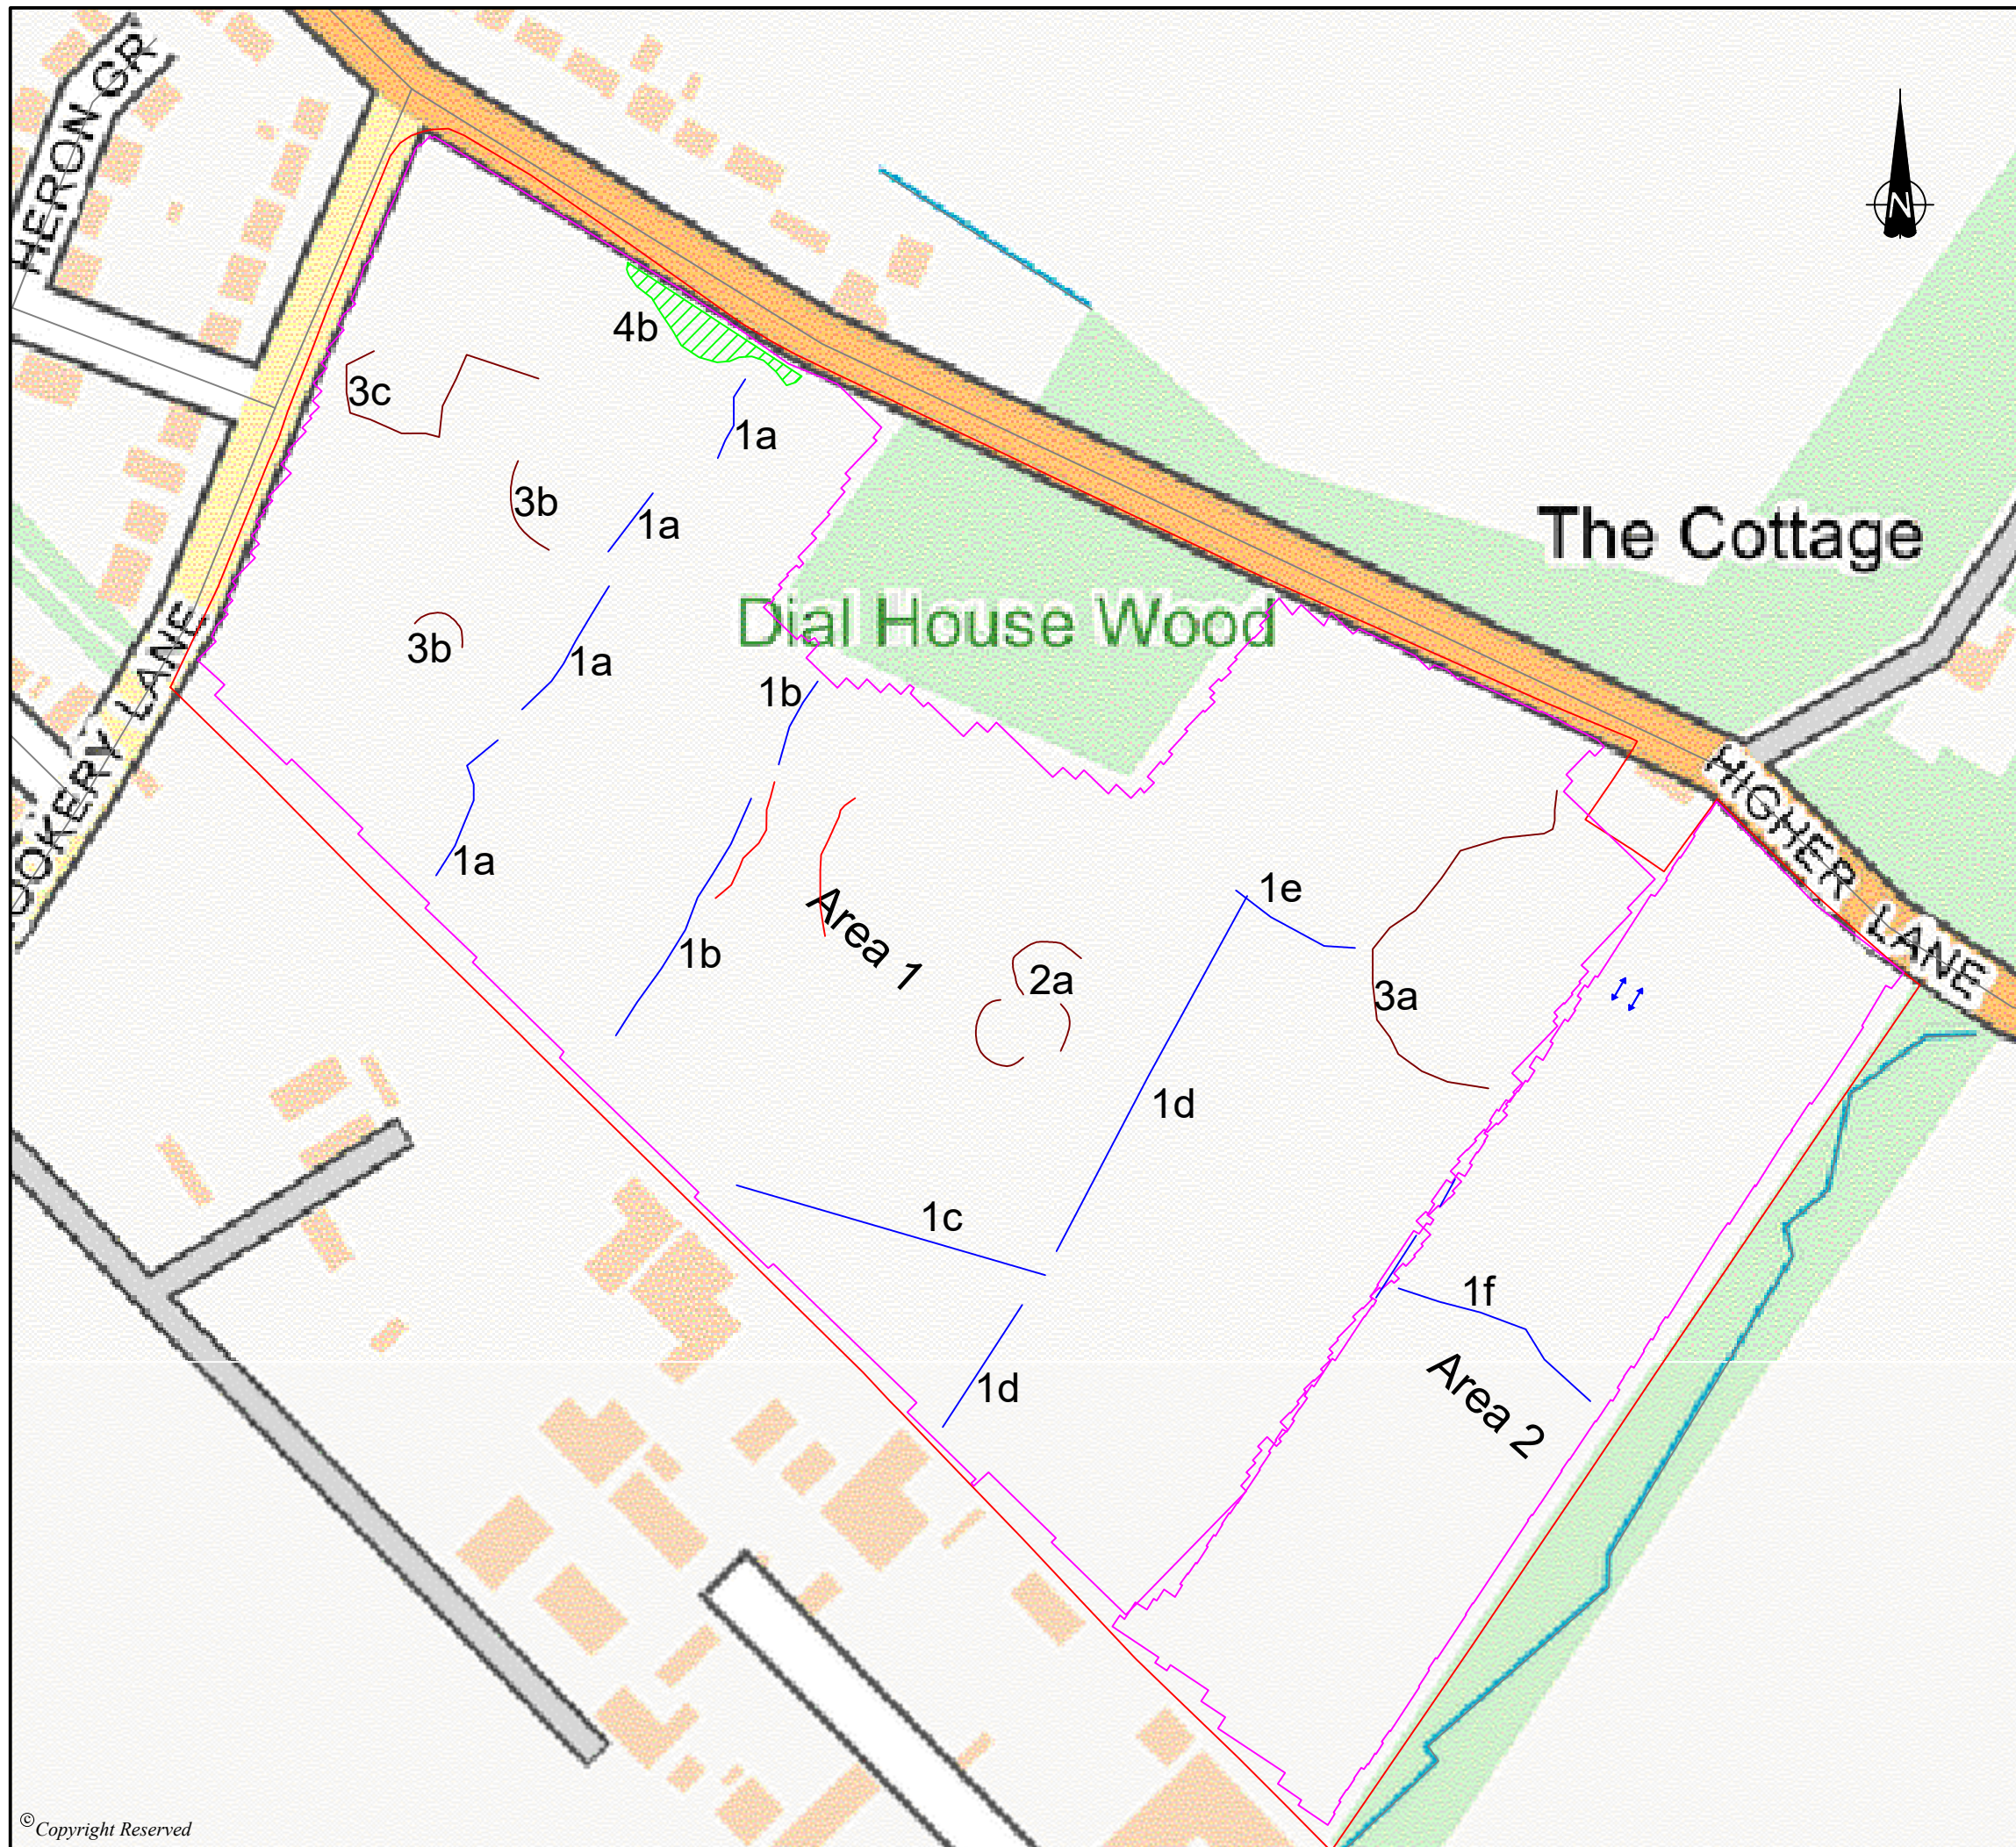 HERON GR
N
4b
3c
1a
3b
1a
The Cottage
Dial House Wood
3b
1a
1b
OOKERY LANE
HIGHER LANE
1a
1e
Area 1
1b
2a
3a
1d
1c
1f
Area 2
1d
©Copyright Reserved